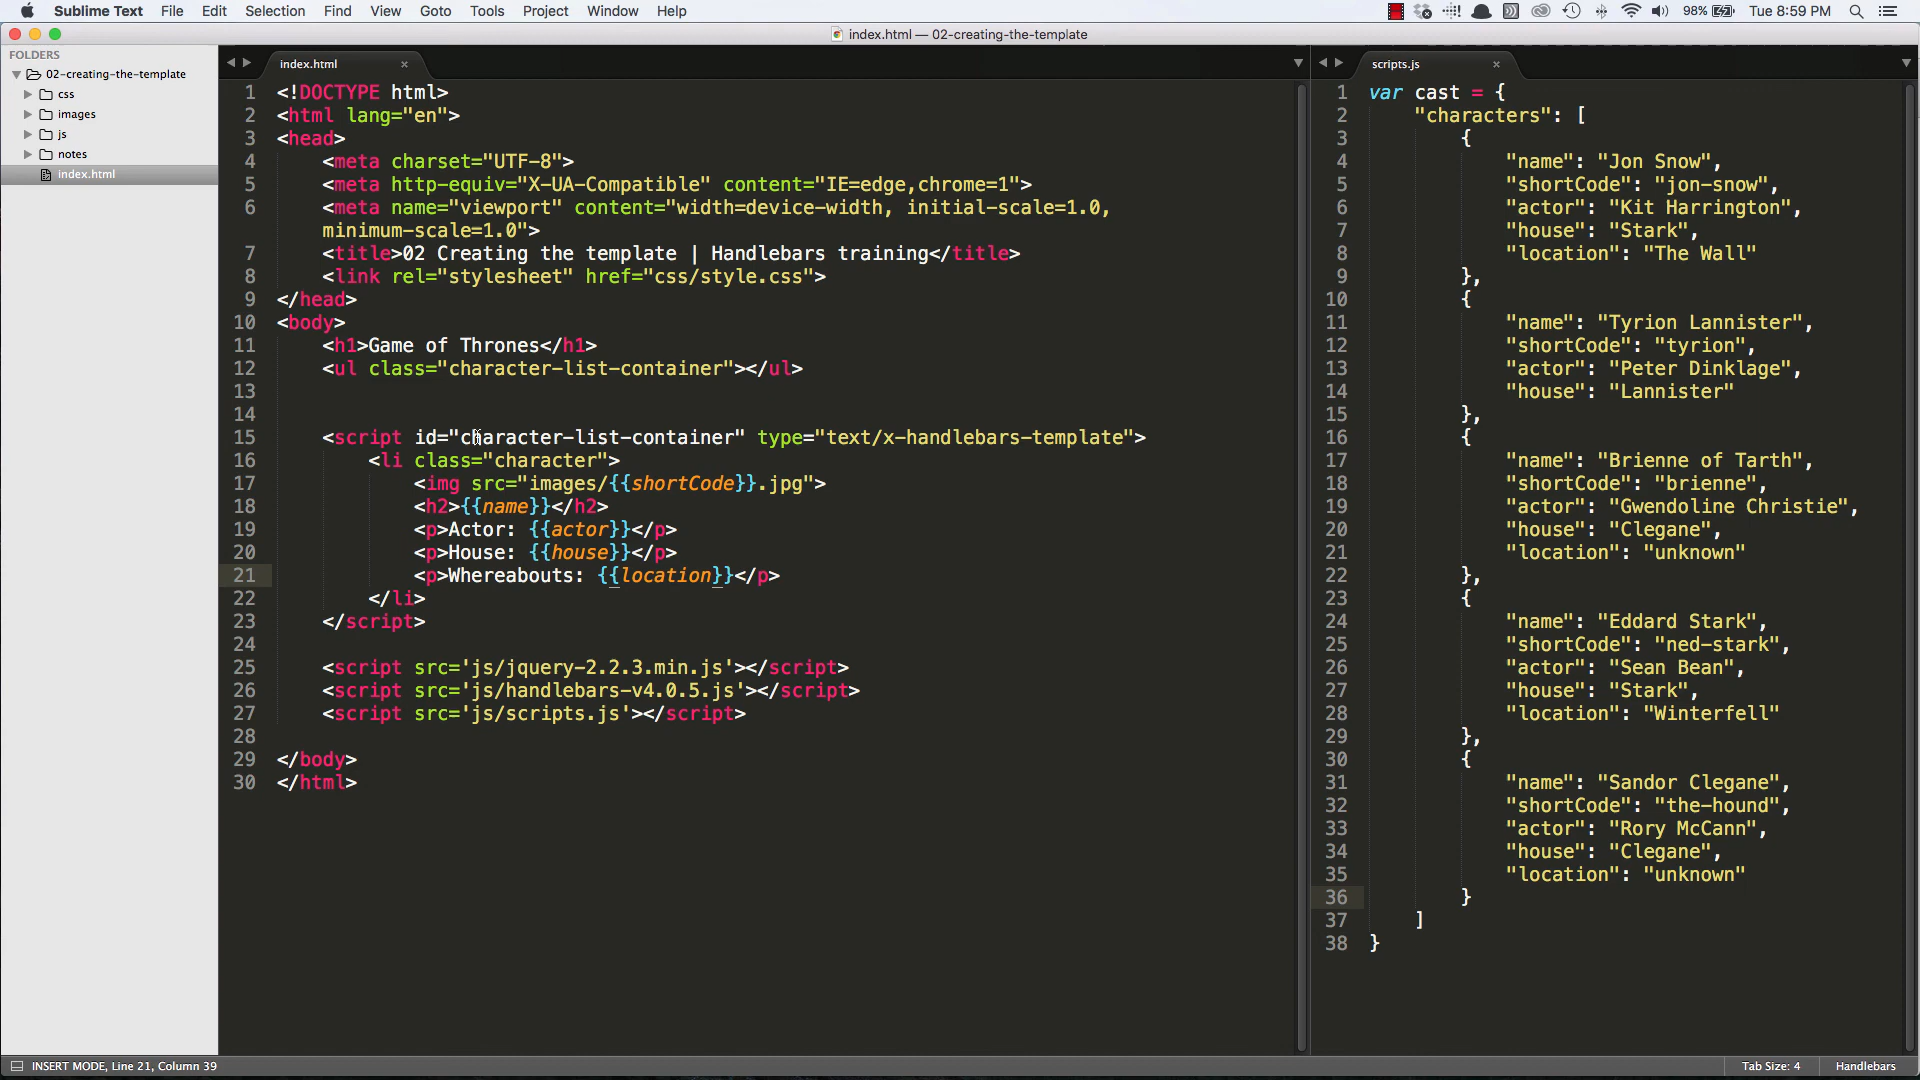 Sublime Text File Edit Selection Find View Goto Tools Project Window Help 98% Tue 8:59 PM
index.html — 02-creating-the-template
FOLDERS
02-creating-the-template
css
images
js
notes
index.html
index.html
1 <!DOCTYPE html>
2 <html lang="en">
3 <head>
4 <meta charset="UTF-8">
5 <meta http-equiv="X-UA-Compatible" content="IE=edge,chrome=1">
6 <meta name="viewport" content="width=device-width, initial-scale=1.0,
minimum-scale=1.0">
7 <title>02 Creating the template | Handlebars training</title>
8 <link rel="stylesheet" href="css/style.css">
9 </head>
10 <body>
11 <h1>Game of Thrones</h1>
12 <ul class="character-list-container"></ul>
13
14
15 <script id="character-list-container" type="text/x-handlebars-template">
16 <li class="character">
17 <img src="images/{{shortCode}}.jpg">
18 <h2>{{name}}</h2>
19 <p>Actor: {{actor}}</p>
20 <p>House: {{house}}</p>
21 <p>Whereabouts: {{location}}</p>
22 </li>
23 </script>
24
25 <script src='js/jquery-2.2.3.min.js'></script>
26 <script src='js/handlebars-v4.0.5.js'></script>
27 <script src='js/scripts.js'></script>
28
29 </body>
30 </html>
scripts.js
1 var cast = {
2 "characters": [
3 {
4 "name": "Jon Snow",
5 "shortCode": "jon-snow",
6 "actor": "Kit Harrington",
7 "house": "Stark",
8 "location": "The Wall"
9 },
10 {
11 "name": "Tyrion Lannister",
12 "shortCode": "tyrion",
13 "actor": "Peter Dinklage",
14 "house": "Lannister"
15 },
16 {
17 "name": "Brienne of Tarth",
18 "shortCode": "brienne",
19 "actor": "Gwendoline Christie",
20 "house": "Clegane",
21 "location": "unknown"
22 },
23 {
24 "name": "Eddard Stark",
25 "shortCode": "ned-stark",
26 "actor": "Sean Bean",
27 "house": "Stark",
28 "location": "Winterfell"
29 },
30 {
31 "name": "Sandor Clegane",
32 "shortCode": "the-hound",
33 "actor": "Rory McCann",
34 "house": "Clegane",
35 "location": "unknown"
36 }
37 ]
38 }
INSERT MODE, Line 21, Column 39
Tab Size: 4 Handlebars